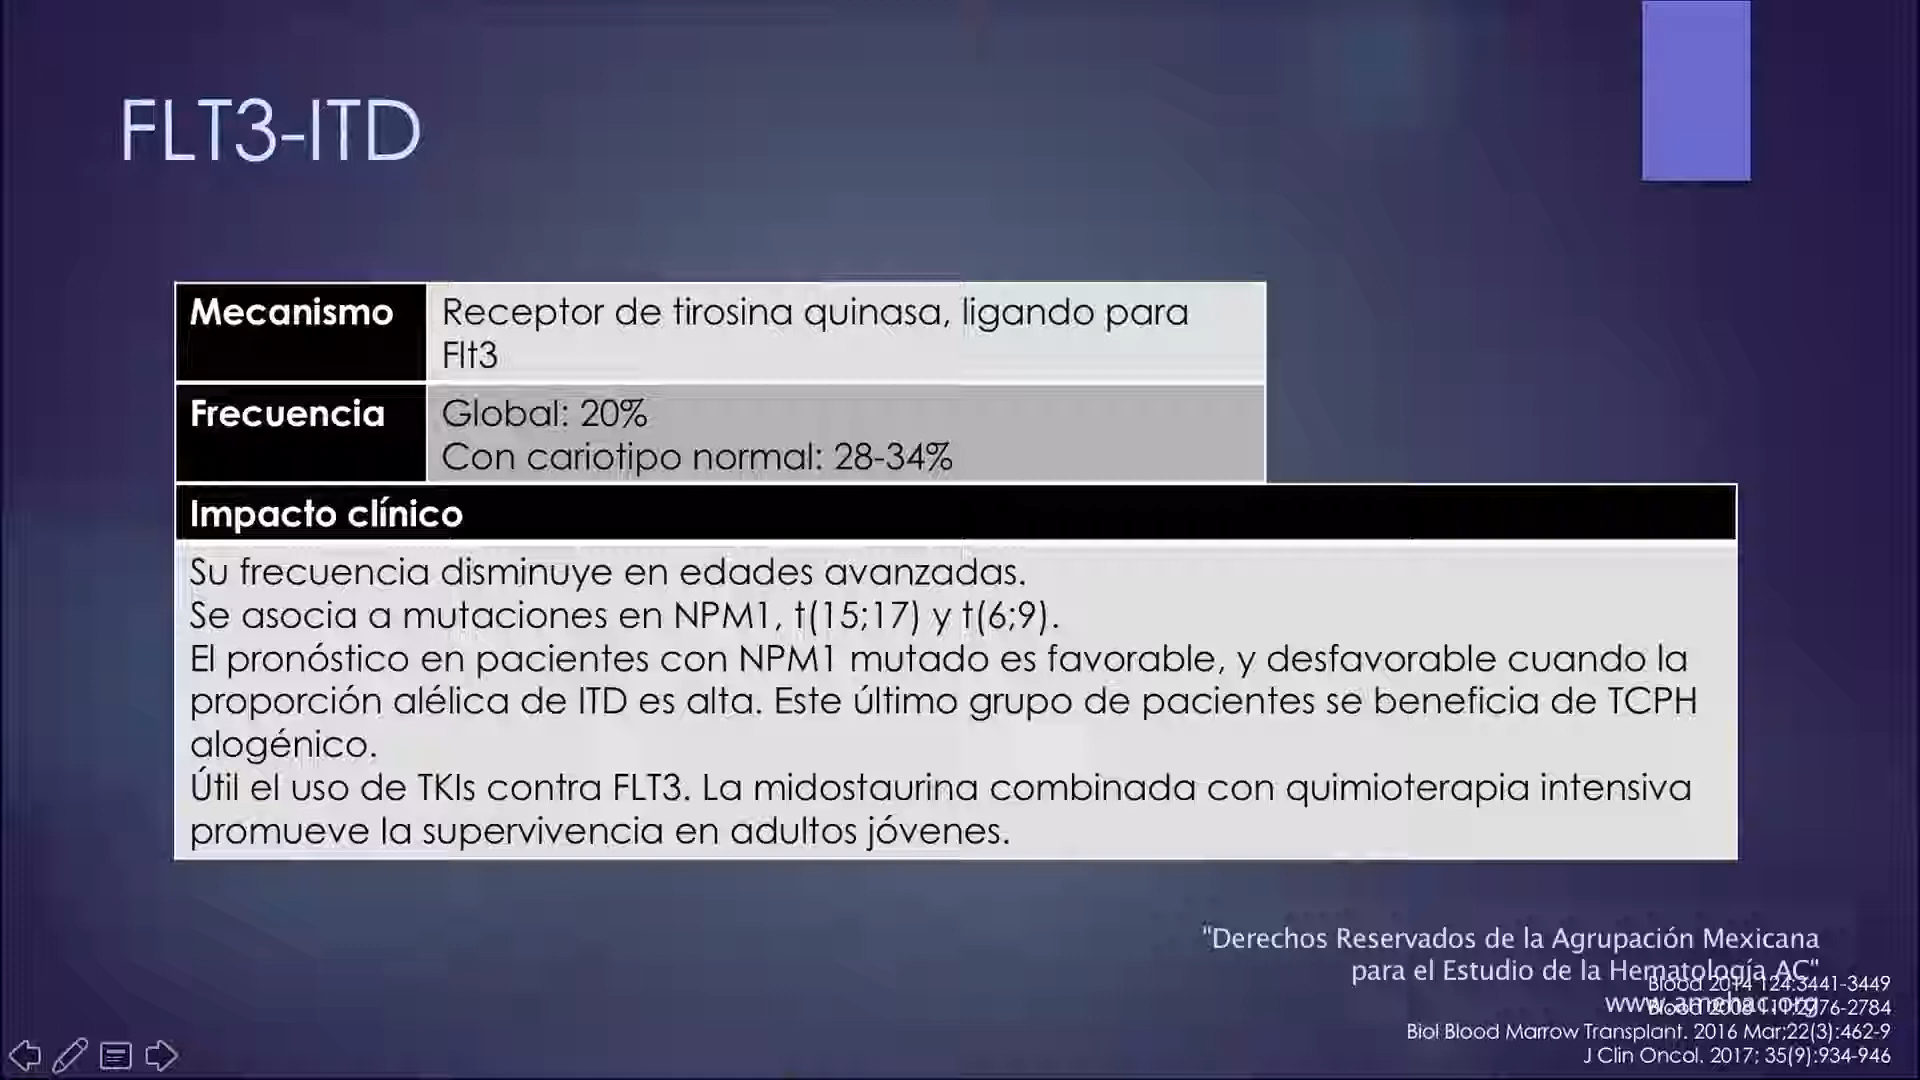 FLT3-ITD
Mecanismo
Receptor de tirosina quinasa, ligando para
Flt3
Frecuencia
Global: 20%
Con cariotipo normal: 28-34%
Impacto clínico
Su frecuencia disminuye en edades avanzadas.
Se asocia a mutaciones en NPM1, t(15;17) y t(6;9).
El pronóstico en pacientes con NPM1 mutado es favorable, y desfavorable cuando la
proporción alélica de ITD es alta. Este último grupo de pacientes se beneficia de TCPH
alogénico.
Útil el uso de TKIs contra FLT3. La midostaurina combinada con quimioterapia intensiva
promueve la supervivencia en adultos jóvenes.
"Derechos Reservados de la Agrupación Mexicana
para el Estudio de la Hematología AC"
www.amehac.org
Blood 2014 124:3441-3449
Blood 2008 111:2776-2784
Biol Blood Marrow Transplant. 2016 Mar;22(3):462-9
J Clin Oncol. 2017; 35(9):934-946